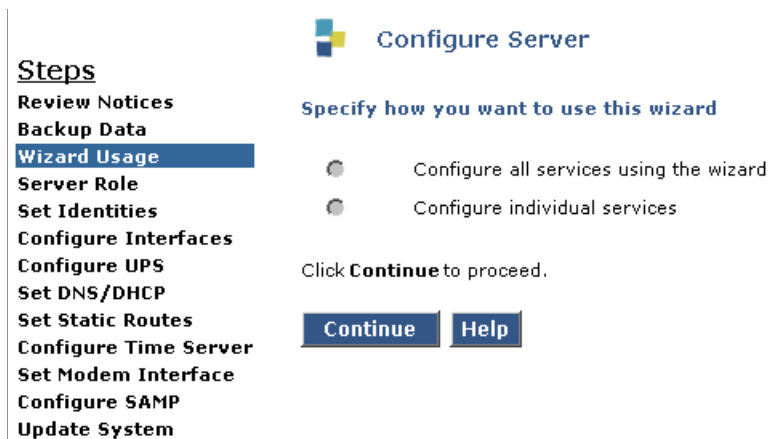 Configure Server
Steps
Review Notices
Backup Data
Wizard Usage
Server Role
Set Identities
Configure Interfaces
Configure UPS
Set DNS/DHCP
Set Static Routes
Configure Time Server
Set Modem Interface
Configure SAMP
Update System
Specify how you want to use this wizard
Configure all services using the wizard
Configure individual services
Click Continue to proceed.
Continue
Help